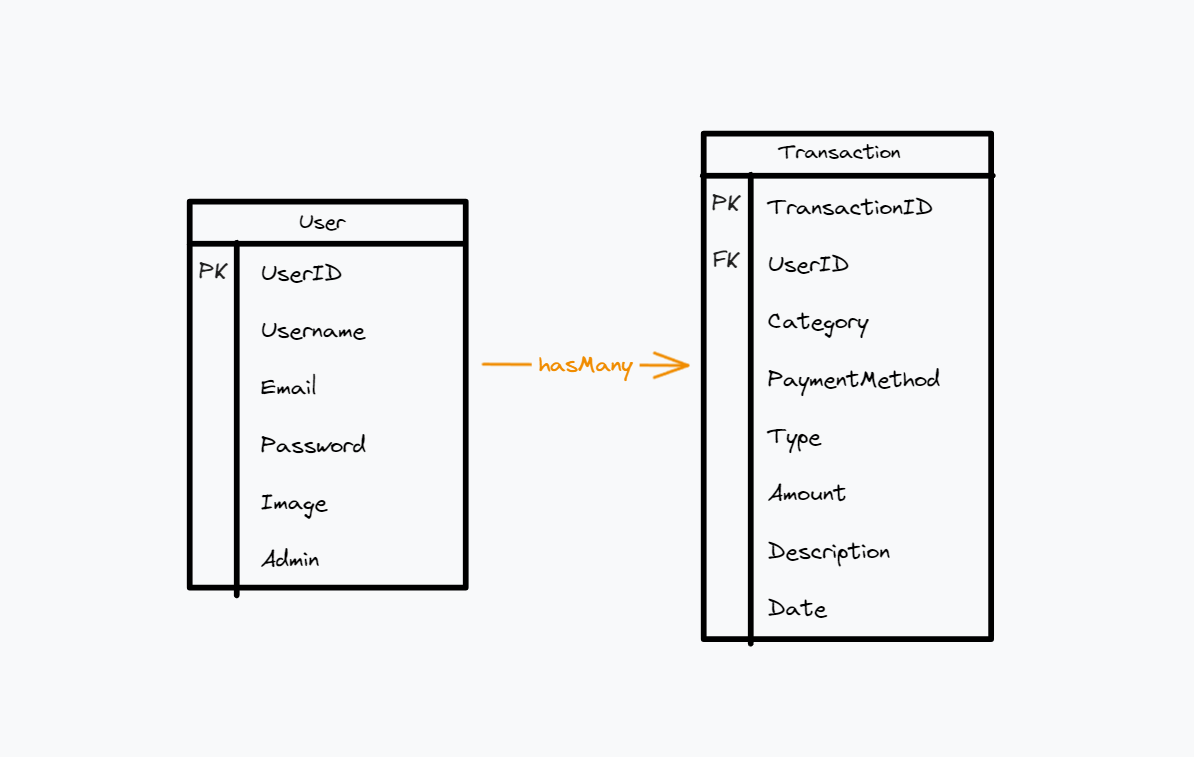 User
PK UserID
Username
Email
Password
Image
Admin
hasMany
Transaction
PK TransactionID
FK UserID
Category
PaymentMethod
Type
Amount
Description
Date